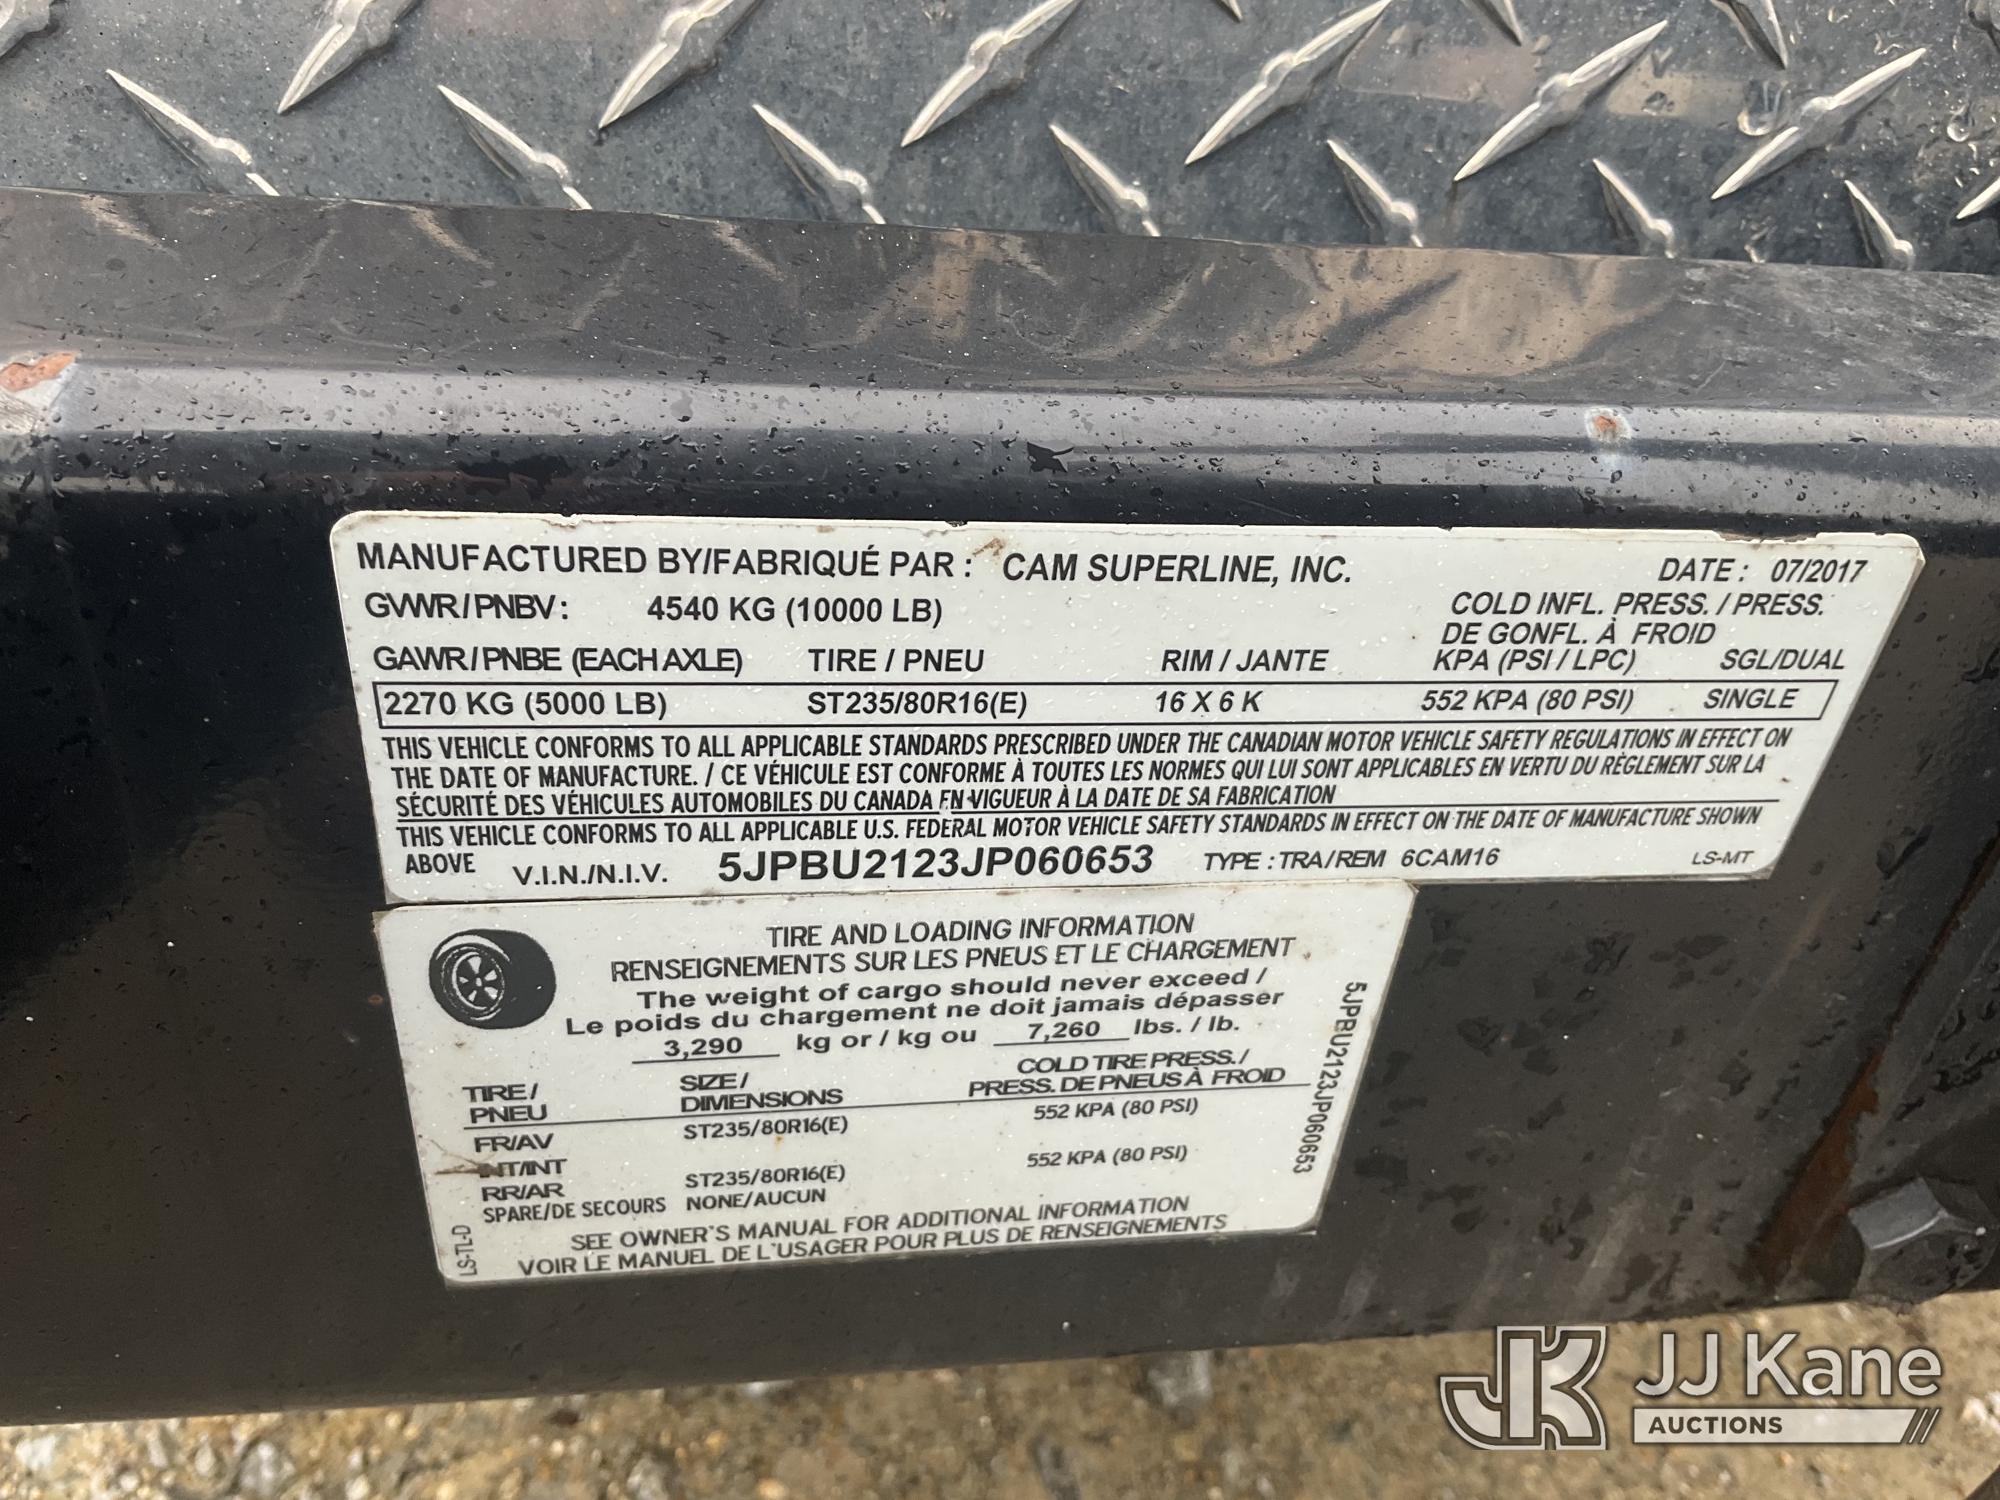 MANUFACTURED BY/FABRIQUÉ PAR : CAM SUPERLINE, INC. DATE : 07/2017
GVWR/PNBV : 4540 KG (10000 LB)
COLD INFL. PRESS. / PRESS.
DE GONFL. À FROID
GAWR/PNBE (EACH AXLE) TIRE / PNEU RIM / JANTE KPA (PSI / LPC) SGL/DUAL
2270 KG (5000 LB) ST235/80R16(E) 16 X 6 K 552 KPA (80 PSI) SINGLE
THIS VEHICLE CONFORMS TO ALL APPLICABLE STANDARDS PRESCRIBED UNDER THE CANADIAN MOTOR VEHICLE SAFETY REGULATIONS IN EFFECT ON
THE DATE OF MANUFACTURE. / CE VÉHICULE EST CONFORME À TOUTES LES NORMES QUI LUI SONT APPLICABLES EN VERTU DU RÈGLEMENT SUR LA
SÉCURITÉ DES VÉHICULES AUTOMOBILES DU CANADA EN VIGUEUR À LA DATE DE SA FABRICATION
THIS VEHICLE CONFORMS TO ALL APPLICABLE U.S. FEDERAL MOTOR VEHICLE SAFETY STANDARDS IN EFFECT ON THE DATE OF MANUFACTURE SHOWN
ABOVE V.I.N./N.I.V. 5JPBU2123JP060653 TYPE : TRA/REM 6CAM16 LS-MT
TIRE AND LOADING INFORMATION
RENSEIGNEMENTS SUR LES PNEUS ET LE CHARGEMENT
The weight of cargo should never exceed /
Le poids du chargement ne doit jamais dépasser
3,290 kg or / kg ou 7,260 lbs. / lb.
TIRE / SIZE / COLD TIRE PRESS. /
PNEU DIMENSIONS PRESS. DE PNEUS À FROID
FR/AV ST235/80R16(E) 552 KPA (80 PSI)
INT/INT
RR/AR ST235/80R16(E) 552 KPA (80 PSI)
SPARE/DE SECOURS NONE/AUCUN
SEE OWNER'S MANUAL FOR ADDITIONAL INFORMATION
VOIR LE MANUEL DE L'USAGER POUR PLUS DE RENSEIGNEMENTS
LS-TL-D
5JPBU2123JP060653
JK JJ Kane
AUCTIONS